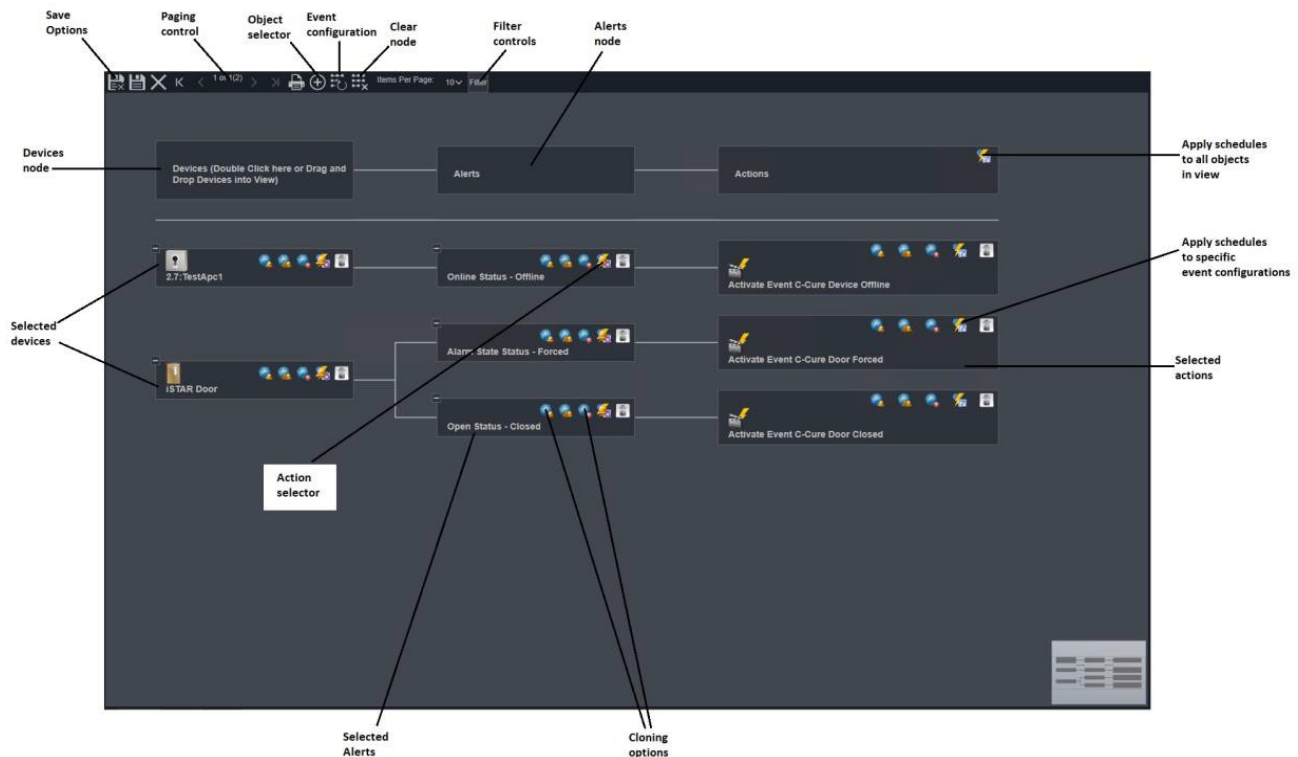 Save
Options
Paging
control
Object
selector
Event
configuration
Clear
node
Filter
controls
Alerts
node
1 on 1(2)
Items Per Page:
10
Filter
Devices
node
Devices (Double Click here or Drag and
Drop Devices into View)
Alerts
Actions
Apply schedules
to all objects
in view
2.7:TestApc1
Online Status - Offline
Activate Event C-Cure Device Offline
Apply schedules
to specific
event configurations
Selected
devices
iSTAR Door
Alarm State Status - Forced
Activate Event C-Cure Door Forced
Selected
actions
Open Status - Closed
Activate Event C-Cure Door Closed
Action
selector
Selected
Alerts
Cloning
options